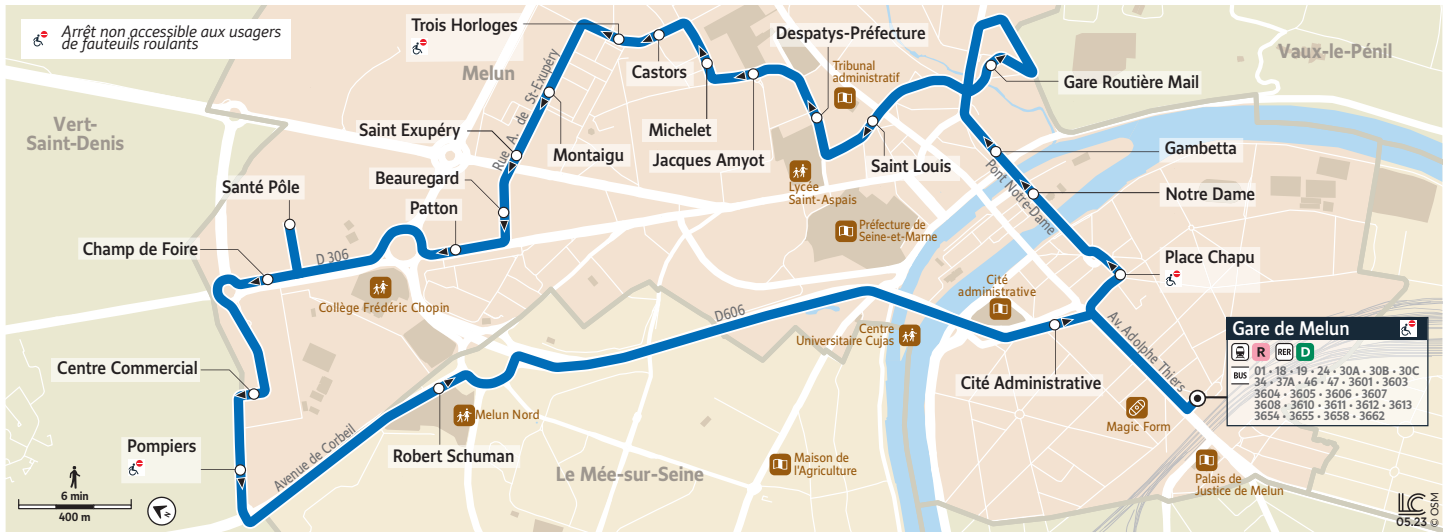 Arrêt non accessible aux usagers
de fauteuils roulants
Trois Horloges
Despatys-Préfecture
Vaux-le-Pénil
Melun
Castors
Tribunal
administratif
Gare Routière Mail
Rue A. de St-Exupéry
Vert-
Saint-Denis
Saint Exupéry
Michelet
Montaigu
Jacques Amyot
Saint Louis
Gambetta
Beauregard
Santé Pôle
Lycée
Saint-Aspais
Pont Notre-Dame
Notre Dame
Patton
Préfecture de
Seine-et-Marne
Champ de Foire
D 306
Place Chapu
Collège Frédéric Chopin
Cité
administrative
D606
Centre
Universitaire Cujas
Av. Adolphe Thiers
Gare de Melun
R RER D
BUS
01 • 18 • 19 • 24 • 30A • 30B • 30C
34 • 37A • 46 • 47 • 3601 • 3603
3604 • 3605 • 3606 • 3607
3608 • 3610 • 3611 • 3612 • 3613
3654 • 3655 • 3658 • 3662
Centre Commercial
Cité Administrative
Melun Nord
Magic Form
Avenue de Corbeil
Pompiers
Robert Schuman
Le Mée-sur-Seine
Maison de
l'Agriculture
Palais de
Justice de Melun
6 min
400 m
LC
05.23 © OSM